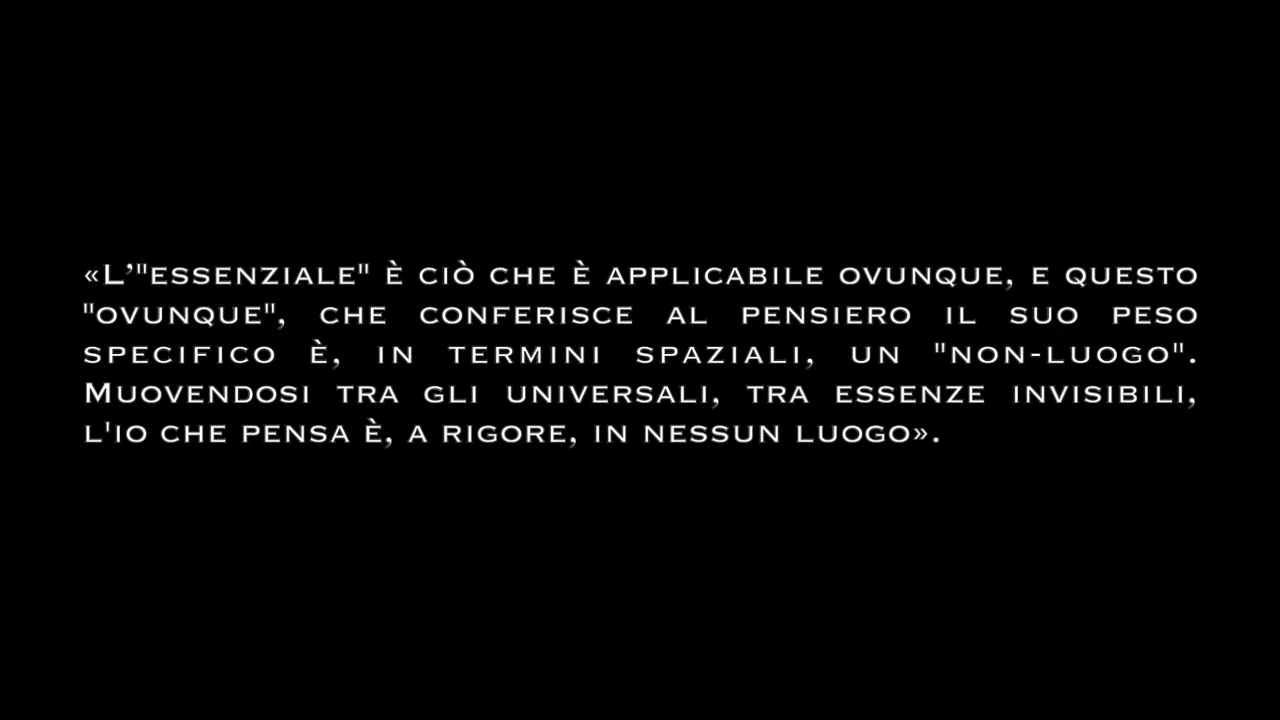 «L’"ESSENZIALE" È CIÒ CHE È APPLICABILE OVUNQUE, E QUESTO
"OVUNQUE", CHE CONFERISCE AL PENSIERO IL SUO PESO
SPECIFICO È, IN TERMINI SPAZIALI, UN "NON-LUOGO".
MUOVENDOSI TRA GLI UNIVERSALI, TRA ESSENZE INVISIBILI,
L'IO CHE PENSA È, A RIGORE, IN NESSUN LUOGO».